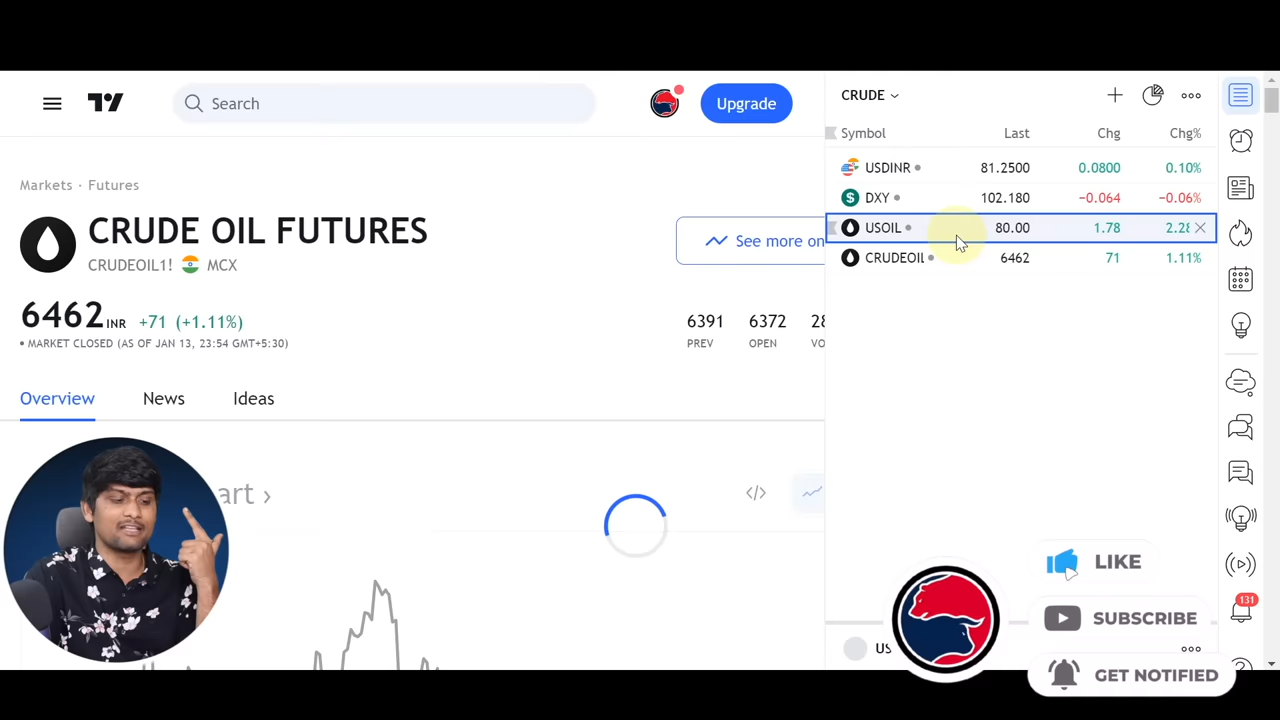 Search
Upgrade
Markets · Futures
CRUDE OIL FUTURES
CRUDEOIL1! MCX
See more on
6462 INR +71 (+1.11%)
• MARKET CLOSED (AS OF JAN 13, 23:54 GMT+5:30)
6391 6372
PREV OPEN
Overview News Ideas
art ›
</>
CRUDE
Symbol Last Chg Chg%
USDINR 81.2500 0.0800 0.10%
DXY 102.180 −0.064 −0.06%
USOIL 80.00 1.78 2.28
CRUDEOIL 6462 71 1.11%
131
LIKE
SUBSCRIBE
GET NOTIFIED